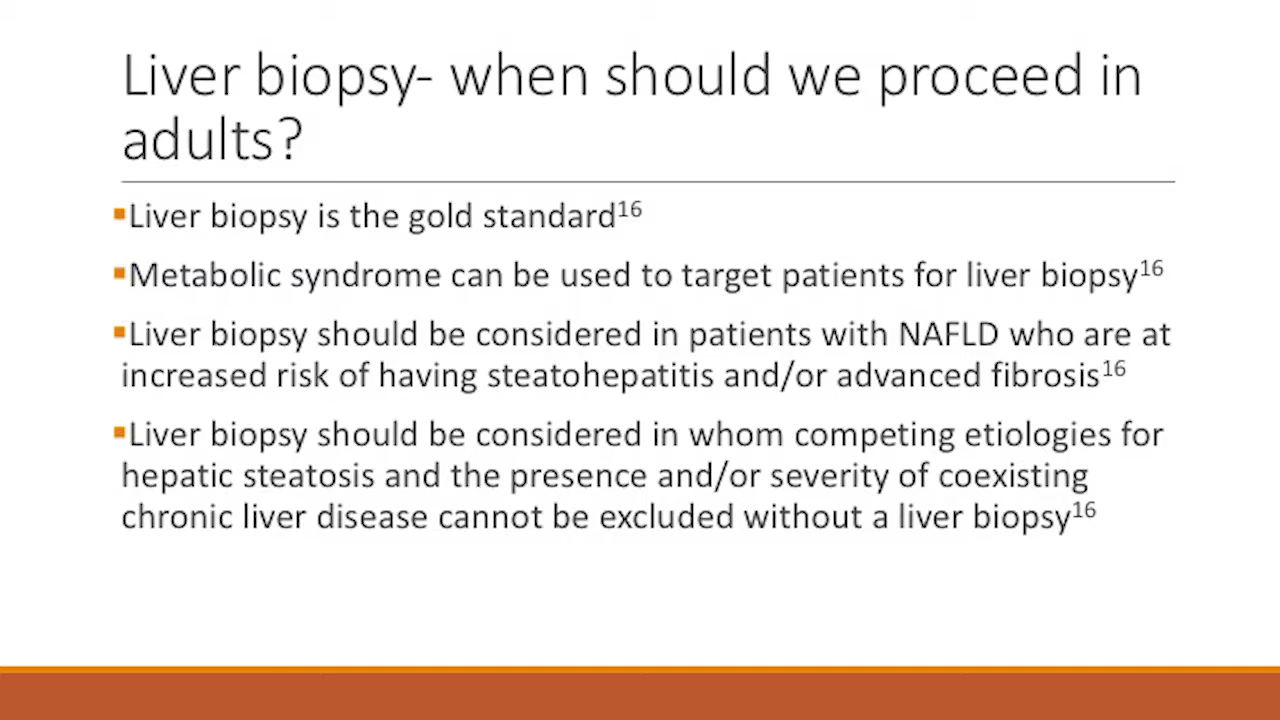 Liver biopsy- when should we proceed in
adults?
▪Liver biopsy is the gold standard¹⁶
▪Metabolic syndrome can be used to target patients for liver biopsy¹⁶
▪Liver biopsy should be considered in patients with NAFLD who are at
increased risk of having steatohepatitis and/or advanced fibrosis¹⁶
▪Liver biopsy should be considered in whom competing etiologies for
hepatic steatosis and the presence and/or severity of coexisting
chronic liver disease cannot be excluded without a liver biopsy¹⁶